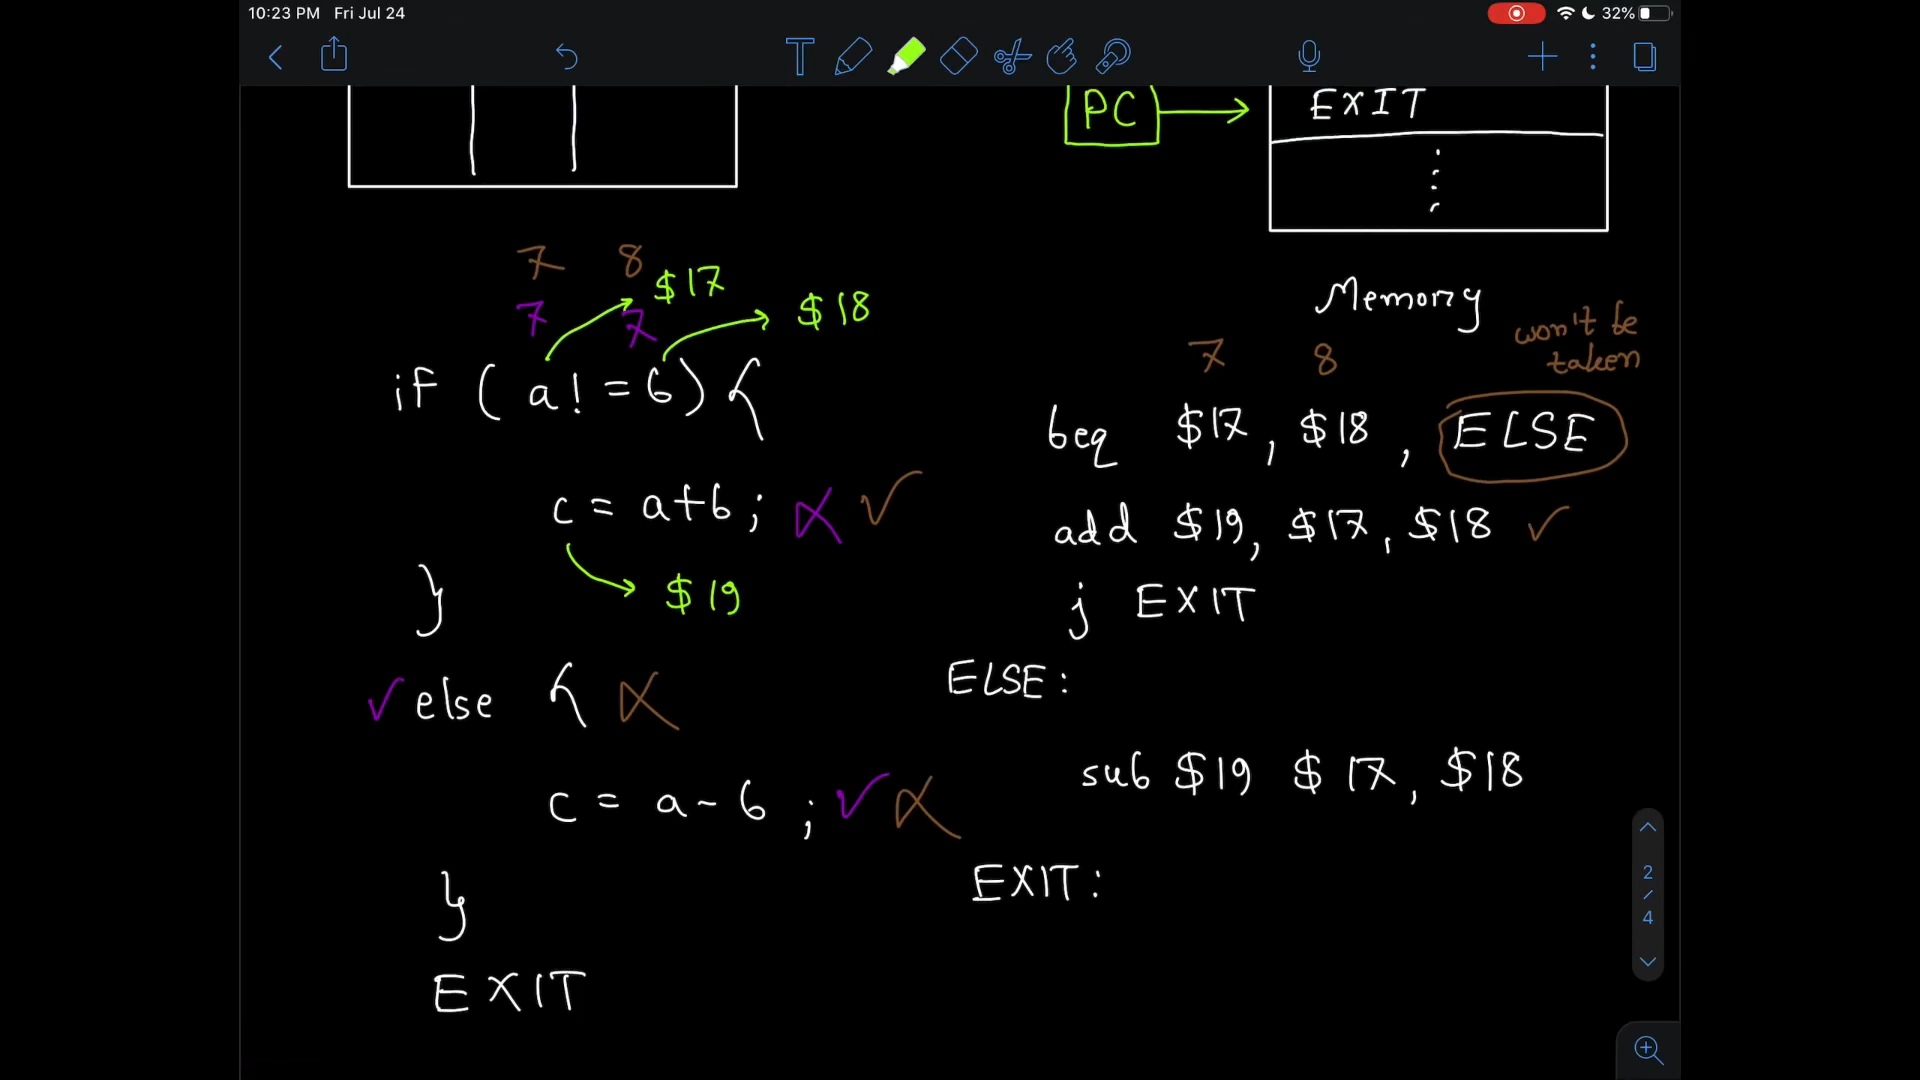 10:23 PM Fri Jul 24
32%
PC
EXIT
7 8
$17
7 7
$18
if ( a! = b) {
c = a+b;
$19
}
else {
c = a - b ;
}
EXIT
Memory
won't be
taken
7 8
beq $17, $18, ELSE
add $19, $17, $18
j EXIT
ELSE:
sub $19 $17, $18
EXIT:
2
/
4